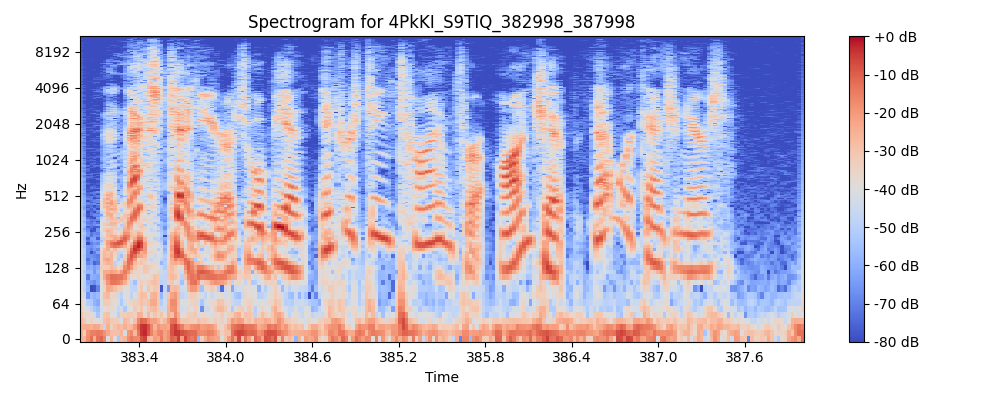 Spectrogram for 4PkKI_S9TIQ_382998_387998
8192
4096
2048
1024
512
256
128
64
0
Hz
383.4 384.0 384.6 385.2 385.8 386.4 387.0 387.6
Time
+0 dB
-10 dB
-20 dB
-30 dB
-40 dB
-50 dB
-60 dB
-70 dB
-80 dB